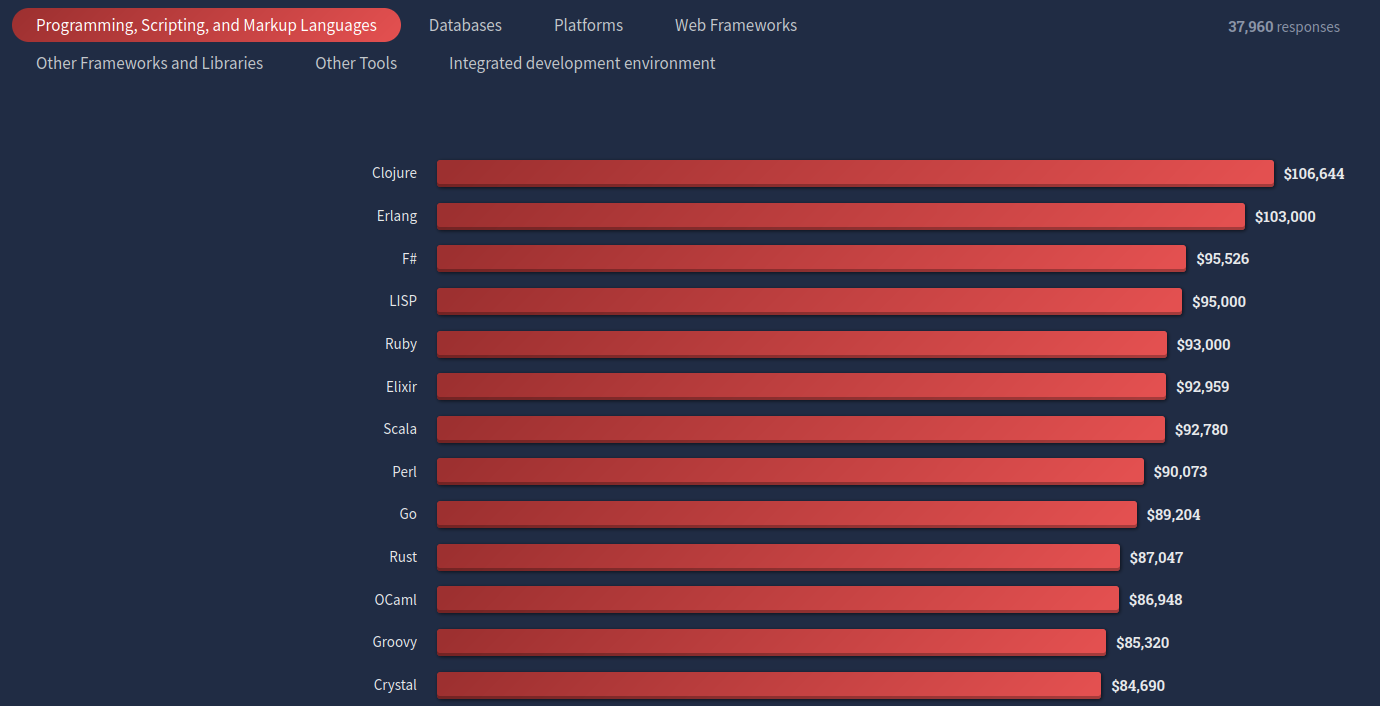 Programming, Scripting, and Markup Languages Databases Platforms Web Frameworks 37,960 responses
Other Frameworks and Libraries Other Tools Integrated development environment
Clojure $106,644
Erlang $103,000
F# $95,526
LISP $95,000
Ruby $93,000
Elixir $92,959
Scala $92,780
Perl $90,073
Go $89,204
Rust $87,047
OCaml $86,948
Groovy $85,320
Crystal $84,690